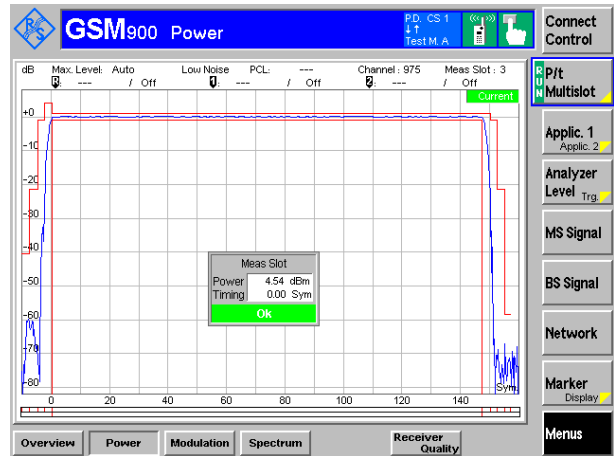 GSM900 Power
P.D. CS 1
Test M. A
Connect Control
dB Max. Level: Auto Low Noise PCL: --- Channel : 975 Meas Slot : 3
--- / Off --- / Off 2: --- / Off
Current
RUN P/t Multislot
+0
-10
-20
-30
-40
-60
-60
-70
-80
Meas Slot
Power 4.54 dBm
Timing 0.00 Sym
Ok
Sym.
0 20 40 60 80 100 120 140
Applic. 1
Applic. 2
Analyzer
Level Trg.
MS Signal
BS Signal
Network
Marker
Display
Menus
Overview Power Modulation Spectrum Receiver Quality